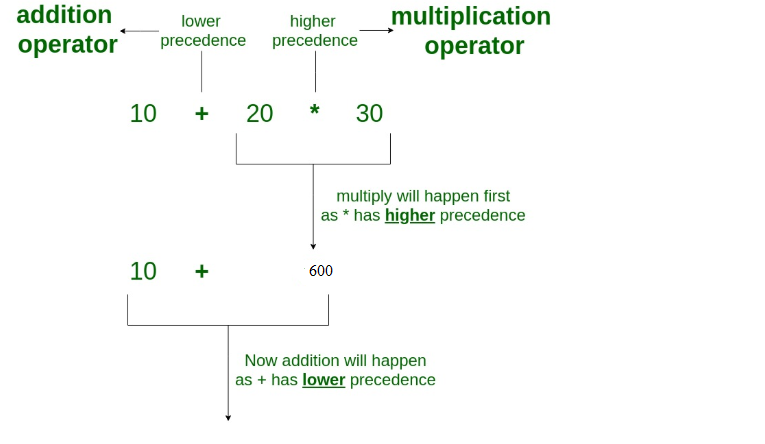 addition
operator
lower
precedence
higher
precedence
multiplication
operator
10 + 20 * 30
multiply will happen first
as * has higher precedence
10 + 600
Now addition will happen
as + has lower precedence